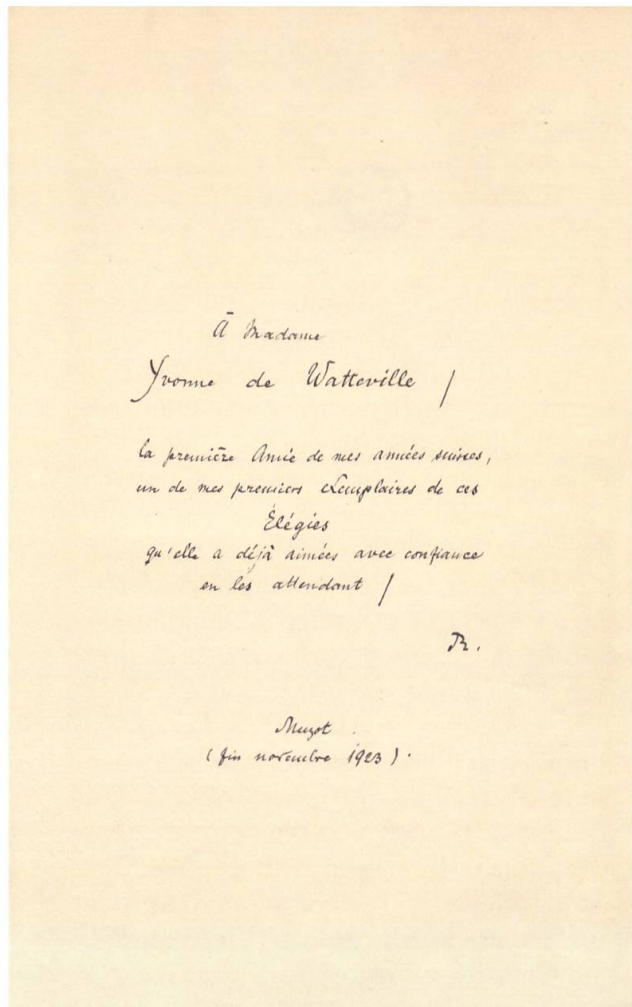 À Madame
Yvonne de Watteville /
la première Amie de mes années suisses,
un de mes premiers exemplaires de ces
Élégies
qu'elle a déjà aimées avec confiance
en les attendant /
R.
Muzot
(fin novembre 1923).